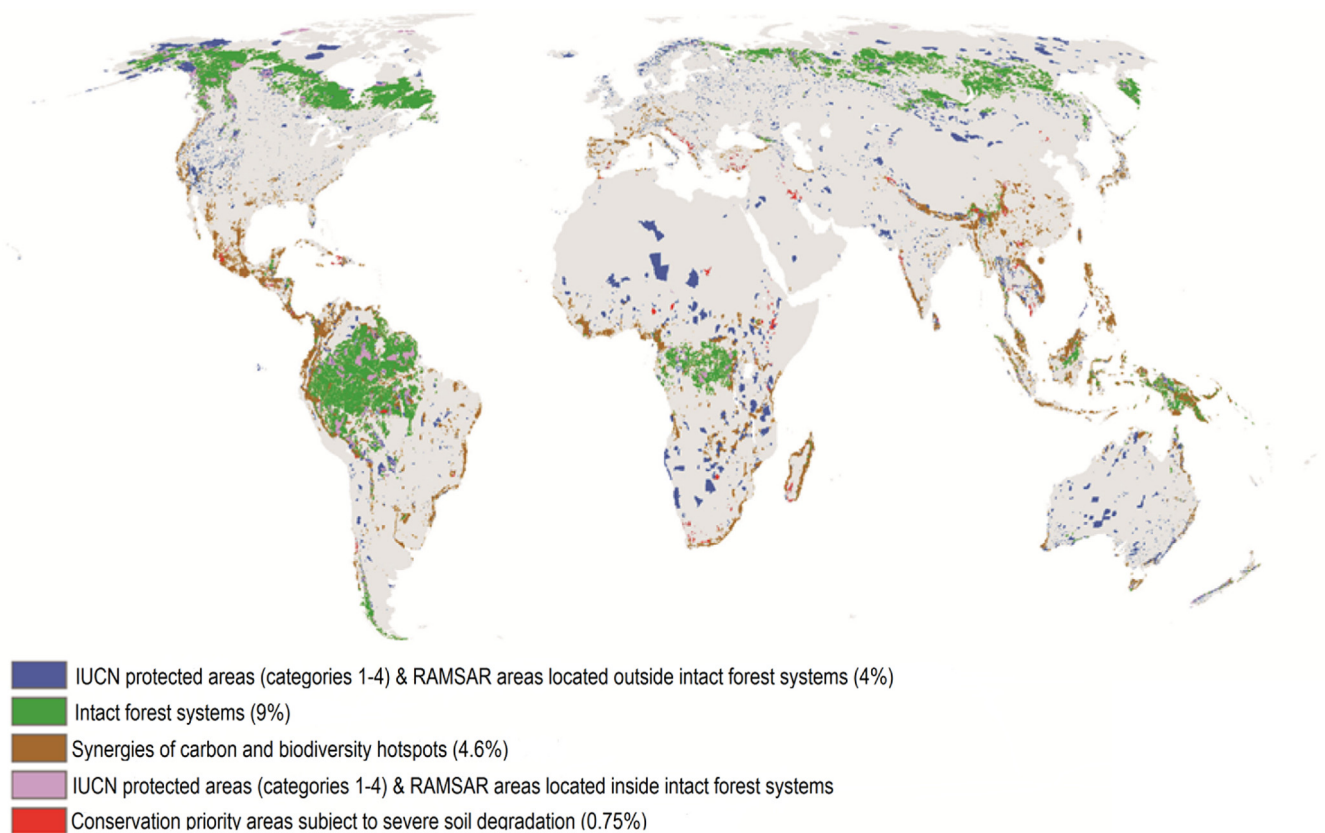 IUCN protected areas (categories 1-4) & RAMSAR areas located outside intact forest systems (4%)
Intact forest systems (9%)
Synergies of carbon and biodiversity hotspots (4.6%)
IUCN protected areas (categories 1-4) & RAMSAR areas located inside intact forest systems
Conservation priority areas subject to severe soil degradation (0.75%)